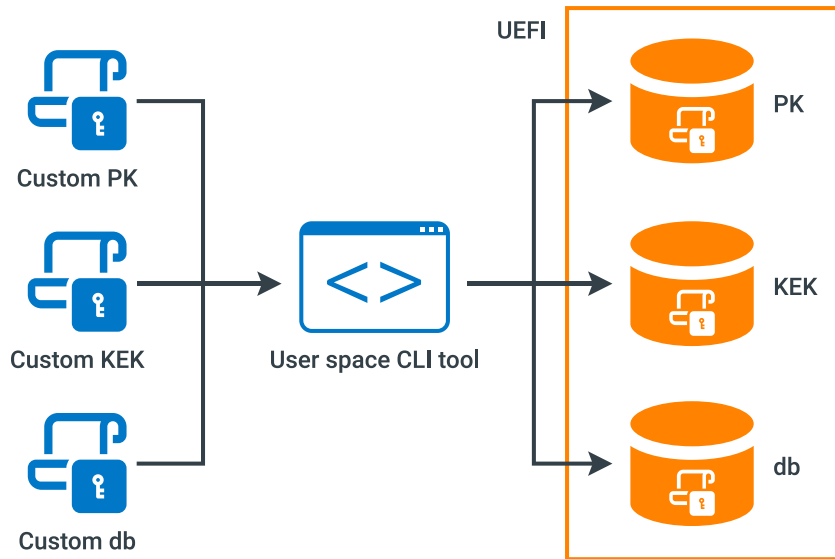 UEFI
Custom PK
PK
Custom KEK
User space CLI tool
KEK
Custom db
db